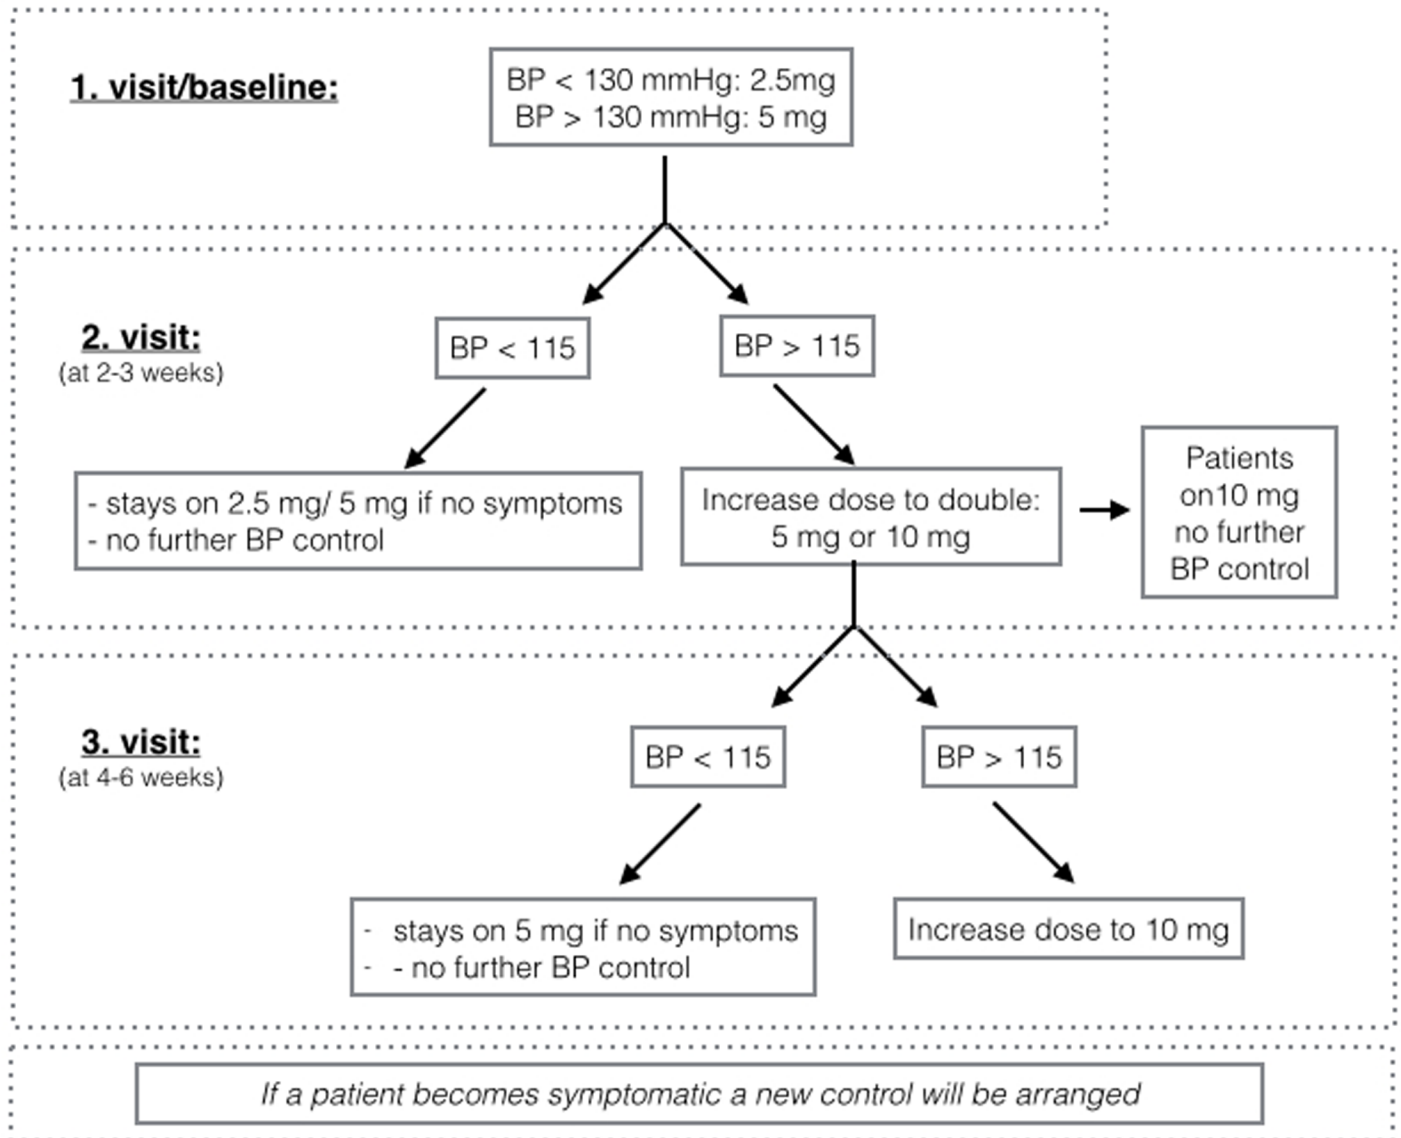 1. visit/baseline:
BP < 130 mmHg: 2.5mg
BP > 130 mmHg: 5 mg
2. visit:
(at 2-3 weeks)
BP < 115
BP > 115
- stays on 2.5 mg/ 5 mg if no symptoms
- no further BP control
Increase dose to double:
5 mg or 10 mg
Patients
on10 mg
no further
BP control
3. visit:
(at 4-6 weeks)
BP < 115
BP > 115
- stays on 5 mg if no symptoms
- - no further BP control
Increase dose to 10 mg
If a patient becomes symptomatic a new control will be arranged